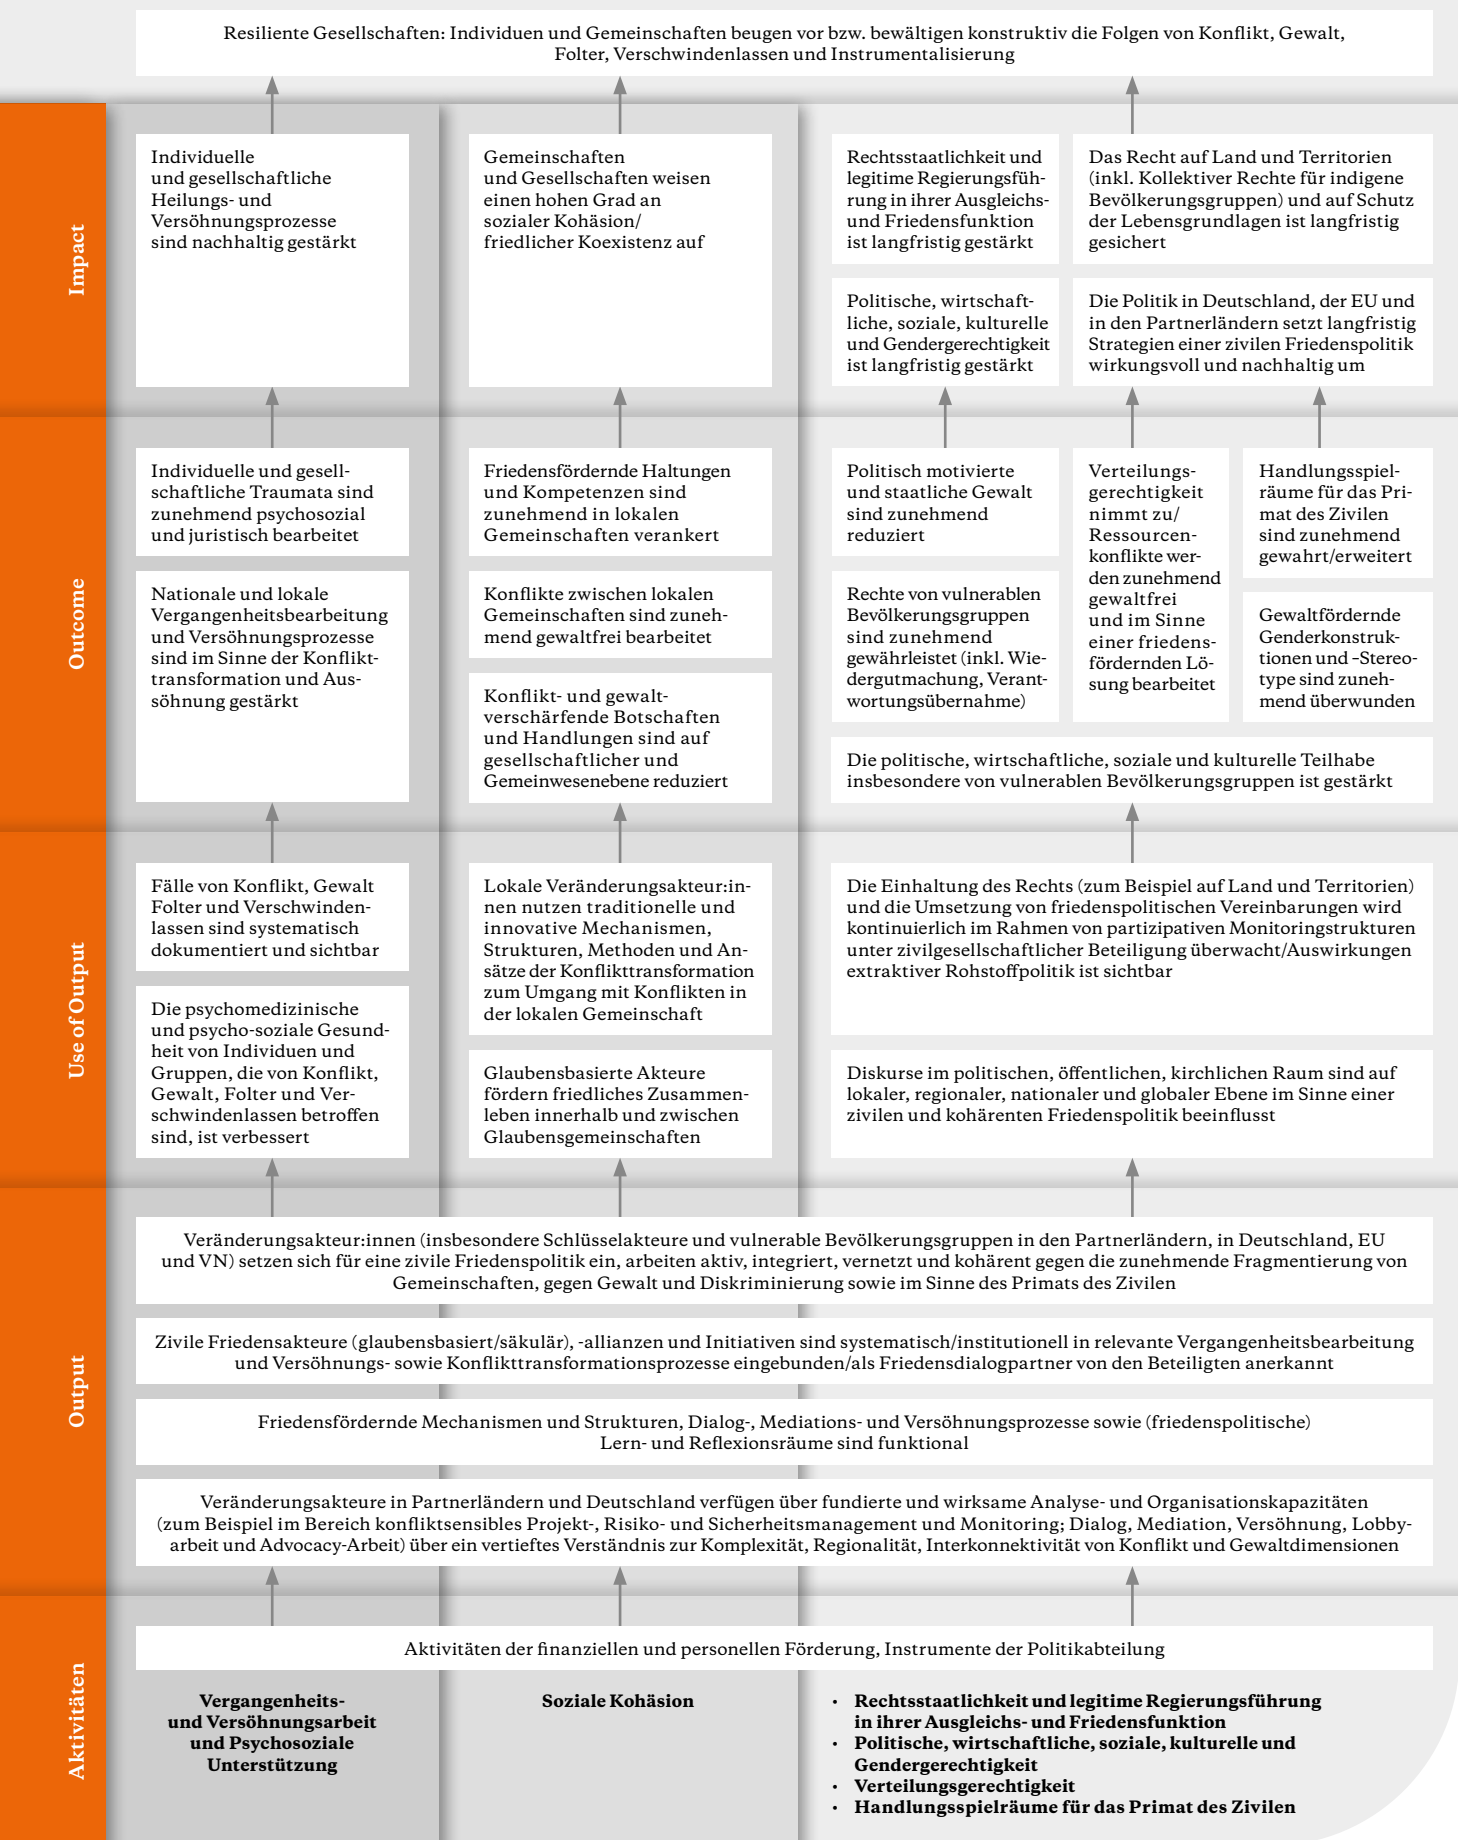 Resiliente Gesellschaften: Individuen und Gemeinschaften beugen vor bzw. bewältigen konstruktiv die Folgen von Konflikt, Gewalt,
Folter, Verschwindenlassen und Instrumentalisierung
Impact
Individuelle
und gesellschaftliche
Heilungs- und
Versöhnungsprozesse
sind nachhaltig gestärkt
Gemeinschaften
und Gesellschaften weisen
einen hohen Grad an
sozialer Kohäsion/
friedlicher Koexistenz auf
Rechtsstaatlichkeit und
legitime Regierungsfüh-
rung in ihrer Ausgleichs-
und Friedensfunktion
ist langfristig gestärkt
Das Recht auf Land und Territorien
(inkl. Kollektiver Rechte für indigene
Bevölkerungsgruppen) und auf Schutz
der Lebensgrundlagen ist langfristig
gesichert
Politische, wirtschaft-
liche, soziale, kulturelle
und Gendergerechtigkeit
ist langfristig gestärkt
Die Politik in Deutschland, der EU und
in den Partnerländern setzt langfristig
Strategien einer zivilen Friedenspolitik
wirkungsvoll und nachhaltig um
Outcome
Individuelle und gesell-
schaftliche Traumata sind
zunehmend psychosozial
und juristisch bearbeitet
Nationale und lokale
Vergangenheitsbearbeitung
und Versöhnungsprozesse
sind im Sinne der Konflikt-
transformation und Aus-
söhnung gestärkt
Friedensfördernde Haltungen
und Kompetenzen sind
zunehmend in lokalen
Gemeinschaften verankert
Konflikte zwischen lokalen
Gemeinschaften sind zuneh-
mend gewaltfrei bearbeitet
Konflikt- und gewalt-
verschärfende Botschaften
und Handlungen sind auf
gesellschaftlicher und
Gemeinwesenebene reduziert
Politisch motivierte
und staatliche Gewalt
sind zunehmend
reduziert
Rechte von vulnerablen
Bevölkerungsgruppen
sind zunehmend
gewährleistet (inkl. Wie-
dergutmachung, Verant-
wortungsübernahme)
Verteilungs-
gerechtigkeit
nimmt zu/
Ressourcen-
konflikte wer-
den zunehmend
gewaltfrei
und im Sinne
einer friedens-
fördernden Lö-
sung bearbeitet
Handlungsspiel-
räume für das Pri-
mat des Zivilen
sind zunehmend
gewahrt/erweitert
Gewaltfördernde
Genderkonstruk-
tionen und –Stereo-
type sind zuneh-
mend überwunden
Die politische, wirtschaftliche, soziale und kulturelle Teilhabe
insbesondere von vulnerablen Bevölkerungsgruppen ist gestärkt
Use of Output
Fälle von Konflikt, Gewalt
Folter und Verschwinden-
lassen sind systematisch
dokumentiert und sichtbar
Die psychomedizinische
und psycho-soziale Gesund-
heit von Individuen und
Gruppen, die von Konflikt,
Gewalt, Folter und Ver-
schwindenlassen betroffen
sind, ist verbessert
Lokale Veränderungsakteur:in-
nen nutzen traditionelle und
innovative Mechanismen,
Strukturen, Methoden und An-
sätze der Konflikttransformation
zum Umgang mit Konflikten in
der lokalen Gemeinschaft
Glaubensbasierte Akteure
fördern friedliches Zusammen-
leben innerhalb und zwischen
Glaubensgemeinschaften
Die Einhaltung des Rechts (zum Beispiel auf Land und Territorien)
und die Umsetzung von friedenspolitischen Vereinbarungen wird
kontinuierlich im Rahmen von partizipativen Monitoringstrukturen
unter zivilgesellschaftlicher Beteiligung überwacht/Auswirkungen
extraktiver Rohstoffpolitik ist sichtbar
Diskurse im politischen, öffentlichen, kirchlichen Raum sind auf
lokaler, regionaler, nationaler und globaler Ebene im Sinne einer
zivilen und kohärenten Friedenspolitik beeinflusst
Output
Veränderungsakteur:innen (insbesondere Schlüsselakteure und vulnerable Bevölkerungsgruppen in den Partnerländern, in Deutschland, EU
und VN) setzen sich für eine zivile Friedenspolitik ein, arbeiten aktiv, integriert, vernetzt und kohärent gegen die zunehmende Fragmentierung von
Gemeinschaften, gegen Gewalt und Diskriminierung sowie im Sinne des Primats des Zivilen
Zivile Friedensakteure (glaubensbasiert/säkulär), -allianzen und Initiativen sind systematisch/institutionell in relevante Vergangenheitsbearbeitung
und Versöhnungs- sowie Konflikttransformationsprozesse eingebunden/als Friedensdialogpartner von den Beteiligten anerkannt
Friedensfördernde Mechanismen und Strukturen, Dialog-, Mediations- und Versöhnungsprozesse sowie (friedenspolitische)
Lern- und Reflexionsräume sind funktional
Veränderungsakteure in Partnerländern und Deutschland verfügen über fundierte und wirksame Analyse- und Organisationskapazitäten
(zum Beispiel im Bereich konfliktsensibles Projekt-, Risiko- und Sicherheitsmanagement und Monitoring; Dialog, Mediation, Versöhnung, Lobby-
arbeit und Advocacy-Arbeit) über ein vertieftes Verständnis zur Komplexität, Regionalität, Interkonnektivität von Konflikt und Gewaltdimensionen
Aktivitäten
Aktivitäten der finanziellen und personellen Förderung, Instrumente der Politikabteilung
Vergangenheits-
und Versöhnungsarbeit
und Psychosoziale
Unterstützung
Soziale Kohäsion
• Rechtsstaatlichkeit und legitime Regierungsführung
in ihrer Ausgleichs- und Friedensfunktion
• Politische, wirtschaftliche, soziale, kulturelle und
Gendergerechtigkeit
• Verteilungsgerechtigkeit
• Handlungsspielräume für das Primat des Zivilen